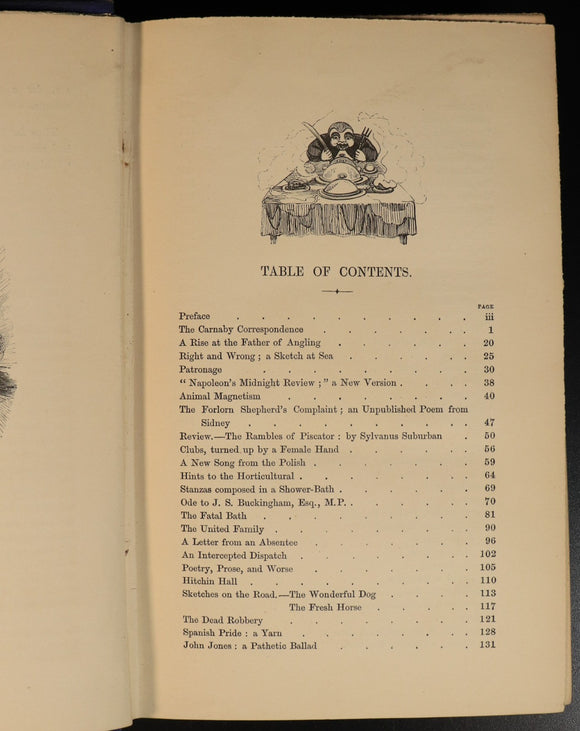 TABLE OF CONTENTS.
PAGE
Preface . . . . . . . . . iii
The Carnaby Correspondence . . . . . . . 1
A Rise at the Father of Angling . . . . . . 20
Right and Wrong ; a Sketch at Sea . . . . . . 25
Patronage . . . . . . . . 30
“ Napoleon's Midnight Review ; ” a New Version . . . . 38
Animal Magnetism . . . . . . . 40
The Forlorn Shepherd's Complaint ; an Unpublished Poem from
Sidney . . . . . . . . 47
Review.—The Rambles of Piscator : by Sylvanus Suburban . 50
Clubs, turned up by a Female Hand . . . . . . 56
A New Song from the Polish . . . . . . 59
Hints to the Horticultural . . . . . . . 64
Stanzas composed in a Shower-Bath . . . . . . 69
Ode to J. S. Buckingham, Esq., M.P. . . . . . 70
The Fatal Bath . . . . . . . . 81
The United Family . . . . . . . . 90
A Letter from an Absentee . . . . . . 96
An Intercepted Dispatch . . . . . . . 102
Poetry, Prose, and Worse . . . . . . . 105
Hitchin Hall . . . . . . . . 110
Sketches on the Road.—The Wonderful Dog . . . . 113
The Fresh Horse . . . . . 117
The Dead Robbery . . . . . . . 121
Spanish Pride : a Yarn . . . . . . . 128
John Jones : a Pathetic Ballad . . . . . . 131